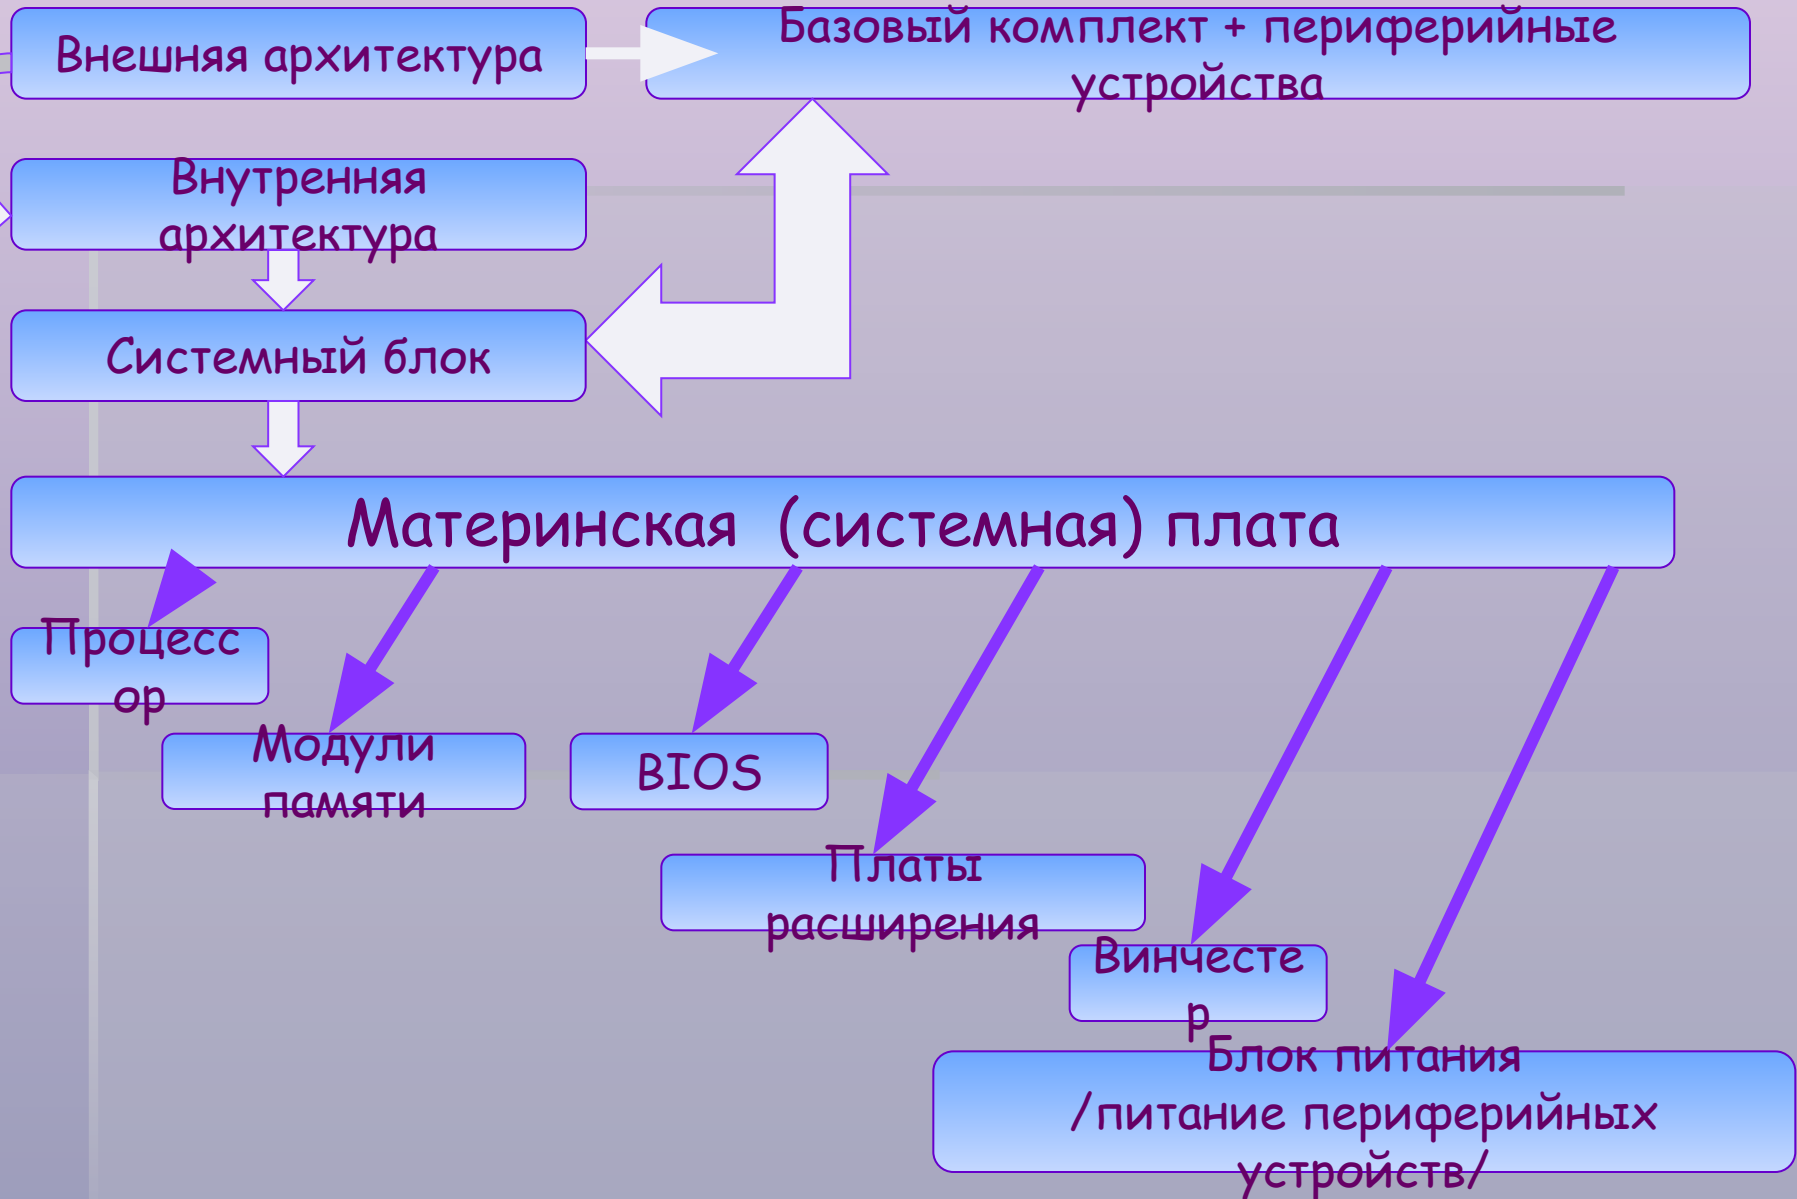 Внешняя архитектура
Базовый комплект + периферийные
устройства
Внутренняя
архитектура
Системный блок
Материнская (системная) плата
Процесс
ор
Модули
памяти
BIOS
Платы
расширения
Винчесте
р
Блок питания
/питание периферийных
устройств/